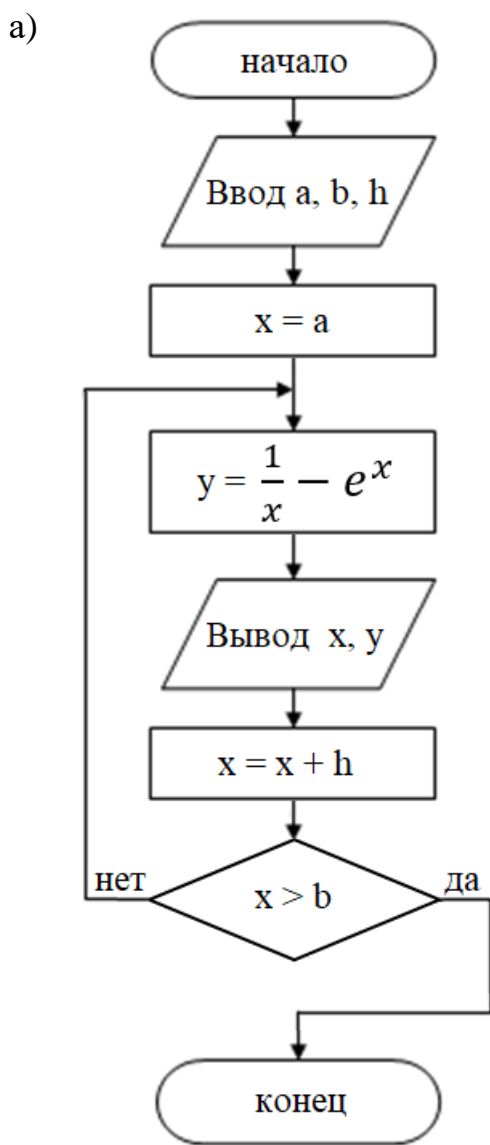 а)
начало
Ввод a, b, h
x = a
y = 1/x − e^x
Вывод x, y
x = x + h
нет
x > b
да
конец